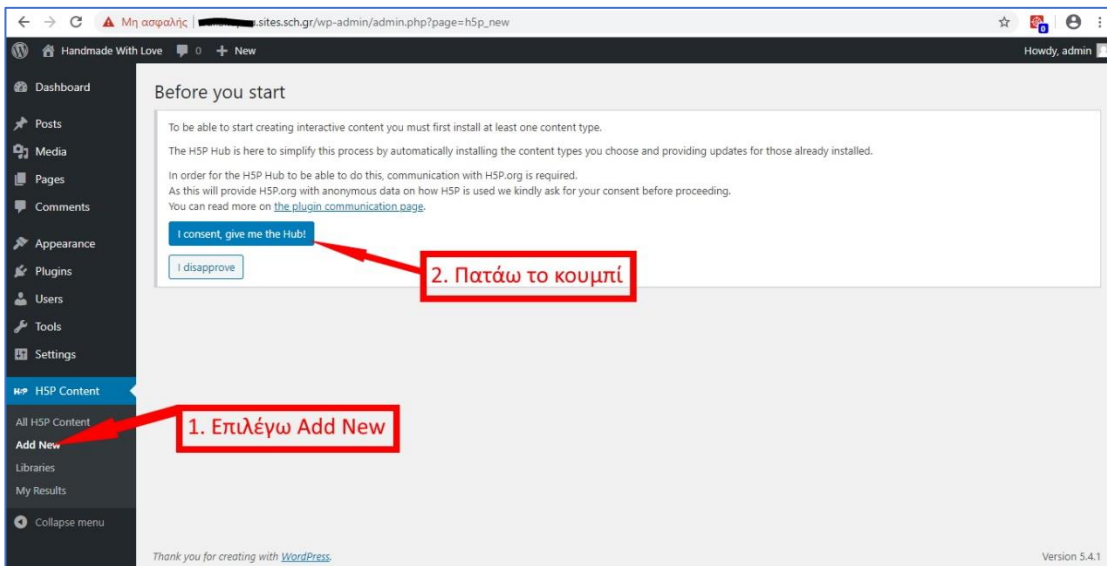 Μη ασφαλής | .sites.sch.gr/wp-admin/admin.php?page=h5p_new
0
Handmade With Love 0 + New
Howdy, admin
Dashboard
Posts
Media
Pages
Comments
Appearance
Plugins
Users
Tools
Settings
H5P H5P Content
All H5P Content
Add New
Libraries
My Results
Collapse menu
Before you start
To be able to start creating interactive content you must first install at least one content type.
The H5P Hub is here to simplify this process by automatically installing the content types you choose and providing updates for those already installed.
In order for the H5P Hub to be able to do this, communication with H5P.org is required.
As this will provide H5P.org with anonymous data on how H5P is used we kindly ask for your consent before proceeding.
You can read more on the plugin communication page.
I consent, give me the Hub!
I disapprove
2. Πατάω το κουμπί
1. Επιλέγω Add New
Thank you for creating with WordPress.
Version 5.4.1